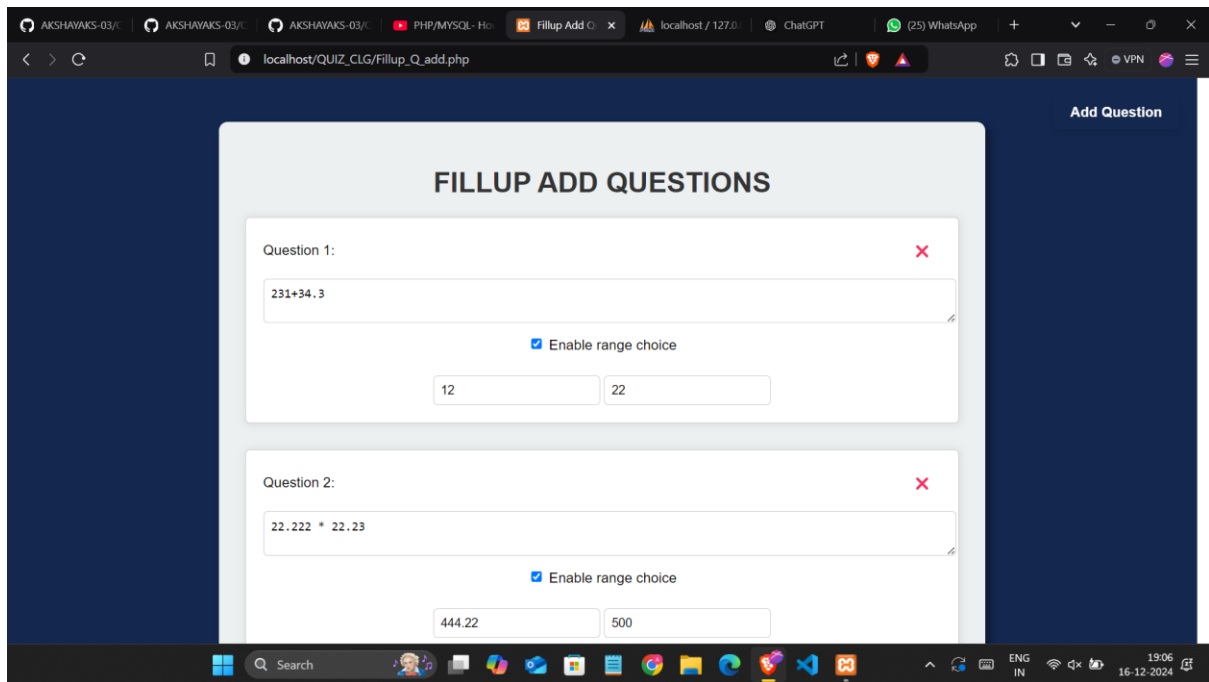 AKSHAYAKS-03/C
AKSHAYAKS-03/C
AKSHAYAKS-03/C
PHP/MYSQL- Ho
Fillup Add Q
localhost / 127.0.
ChatGPT
(25) WhatsApp
localhost/QUIZ_CLG/Fillup_Q_add.php
VPN
Add Question
FILLUP ADD QUESTIONS
Question 1:
231+34.3
Enable range choice
12 22
Question 2:
22.222 * 22.23
Enable range choice
444.22 500
Search
ENG
IN
19:06
16-12-2024